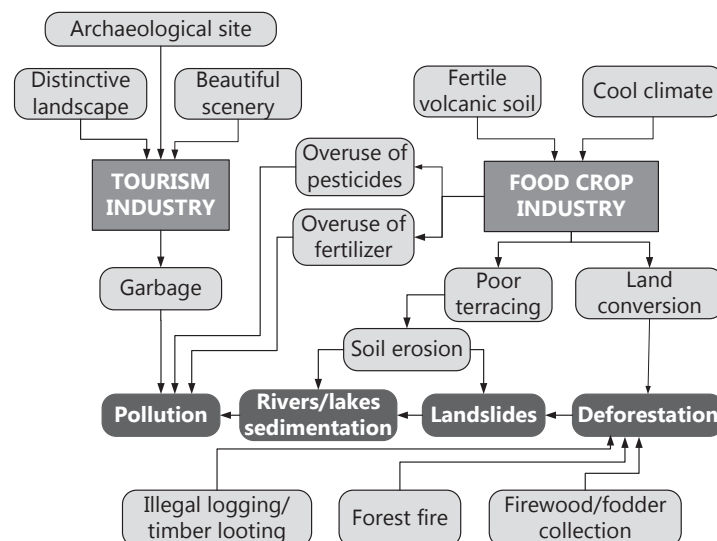 Archaeological site
Distinctive
landscape
Beautiful
scenery
Fertile
volcanic soil
Cool climate
TOURISM
INDUSTRY
Overuse of
pesticides
FOOD CROP
INDUSTRY
Overuse of
fertilizer
Garbage
Poor
terracing
Land
conversion
Soil erosion
Pollution
Rivers/lakes
sedimentation
Landslides
Deforestation
Illegal logging/
timber looting
Forest fire
Firewood/fodder
collection